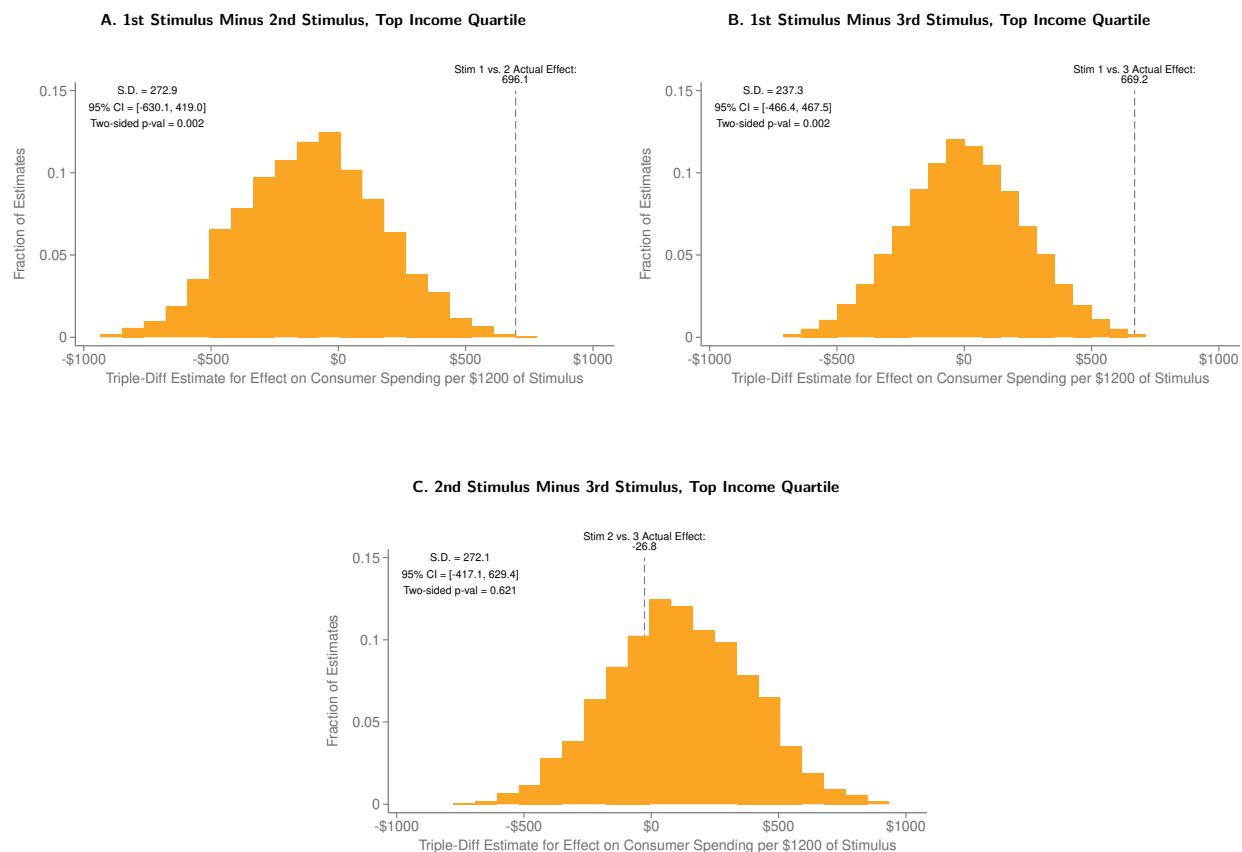 A. 1st Stimulus Minus 2nd Stimulus, Top Income Quartile
Stim 1 vs. 2 Actual Effect:
696.1
S.D. = 272.9
95% CI = [-630.1, 419.0]
Two-sided p-val = 0.002
0.15
0.1
0.05
0
Fraction of Estimates
-$1000
-$500
$0
$500
$1000
Triple-Diff Estimate for Effect on Consumer Spending per $1200 of Stimulus
B. 1st Stimulus Minus 3rd Stimulus, Top Income Quartile
Stim 1 vs. 3 Actual Effect:
669.2
S.D. = 237.3
95% CI = [-466.4, 467.5]
Two-sided p-val = 0.002
0.15
0.1
0.05
0
Fraction of Estimates
-$1000
-$500
$0
$500
$1000
Triple-Diff Estimate for Effect on Consumer Spending per $1200 of Stimulus
C. 2nd Stimulus Minus 3rd Stimulus, Top Income Quartile
Stim 2 vs. 3 Actual Effect:
-26.8
S.D. = 272.1
95% CI = [-417.1, 629.4]
Two-sided p-val = 0.621
0.15
0.1
0.05
0
Fraction of Estimates
-$1000
-$500
$0
$500
$1000
Triple-Diff Estimate for Effect on Consumer Spending per $1200 of Stimulus